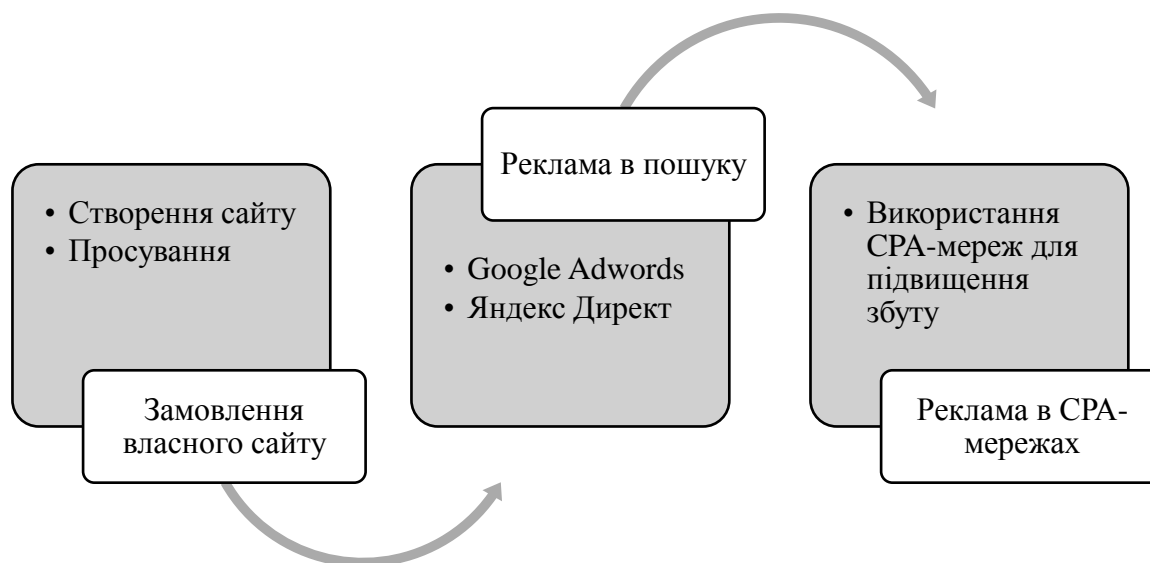 • Створення сайту
• Просування
Замовлення
власного сайту
Реклама в пошуку
• Google Adwords
• Яндекс Директ
• Використання
CPA-мереж для
підвищення
збуту
Реклама в CPA-
мережах